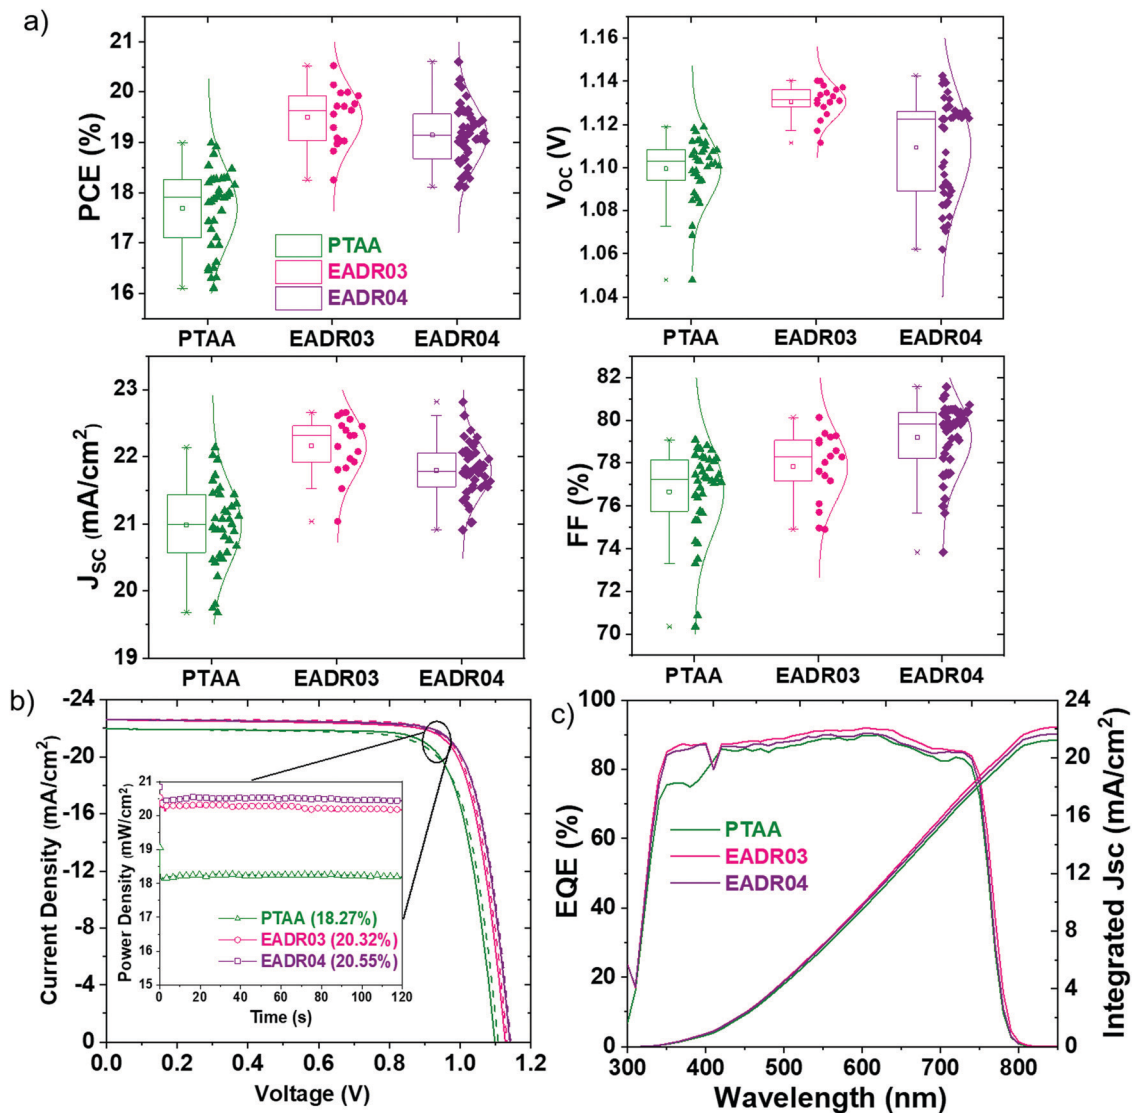 a)
PCE (%)
21
20
19
18
17
16
PTAA
EADR03
EADR04
PTAA
EADR03
EADR04
V_OC (V)
1.16
1.14
1.12
1.10
1.08
1.06
1.04
PTAA
EADR03
EADR04
J_SC (mA/cm²)
23
22
21
20
19
PTAA
EADR03
EADR04
FF (%)
82
80
78
76
74
72
70
PTAA
EADR03
EADR04
b)
Current Density (mA/cm²)
-24
-20
-16
-12
-8
-4
0
0.0 0.2 0.4 0.6 0.8 1.0 1.2
Voltage (V)
Power Density (mW/cm²)
21
20
19
18
17
16
15
PTAA (18.27%)
EADR03 (20.32%)
EADR04 (20.55%)
0 20 40 60 80 100 120
Time (s)
c)
EQE (%)
100
80
60
40
20
0
PTAA
EADR03
EADR04
24
20
16
12
8
4
0
Integrated Jsc (mA/cm²)
300 400 500 600 700 800
Wavelength (nm)